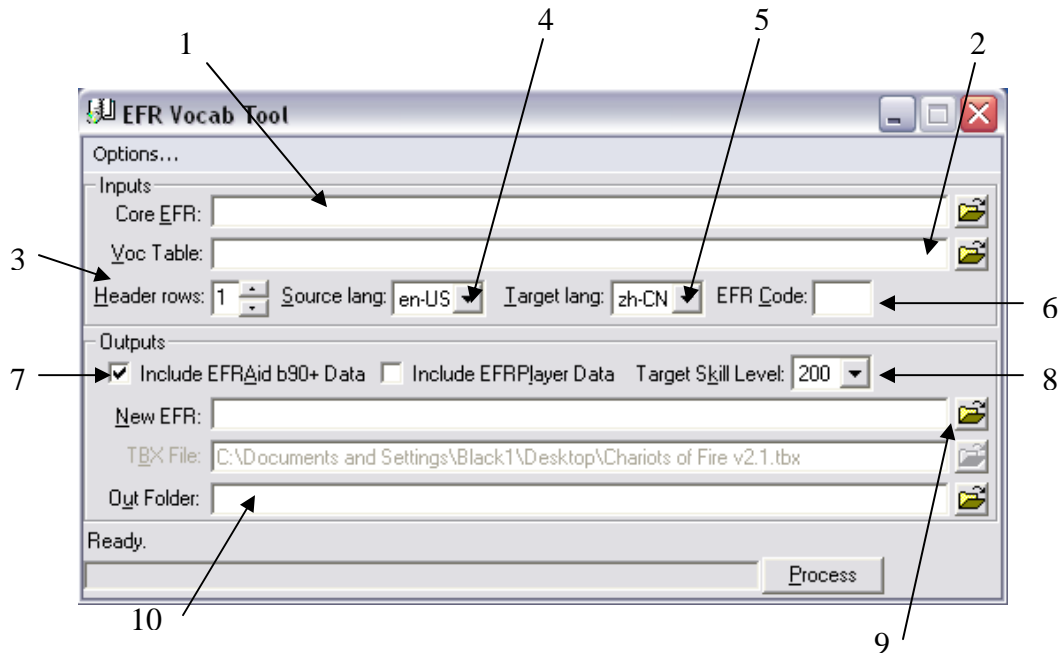 4 5
1 2
EFR Vocab Tool
Options...
Inputs
Core EFR:
Voc Table:
3
Header rows: 1 Source lang: en-US Target lang: zh-CN EFR Code:
6
Outputs
7 Include EFRAid b90+ Data Include EFRPlayer Data Target Skill Level: 200 8
New EFR:
TBX File: C:\Documents and Settings\Black1\Desktop\Chariots of Fire v2.1.tbx
Out Folder:
Ready.
Process
10
9